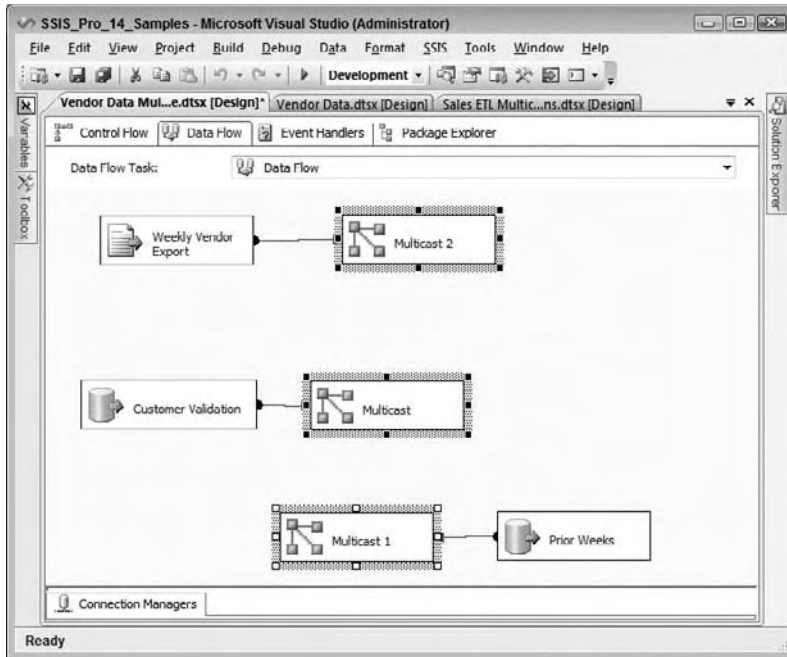 SSIS_Pro_14_Samples - Microsoft Visual Studio (Administrator)
File Edit View Project Build Debug Data Format SSIS Tools Window Help
Development
Vendor Data Mul...e.dtsx [Design]* Vendor Data.dtsx [Design] Sales ETL Multic...ns.dtsx [Design]
Variables
Toolbox
Solution Explorer
Control Flow Data Flow Event Handlers Package Explorer
Data Flow Task: Data Flow
Weekly Vendor
Export
Multicast 2
Customer Validation
Multicast
Multicast 1
Prior Weeks
Connection Managers
Ready